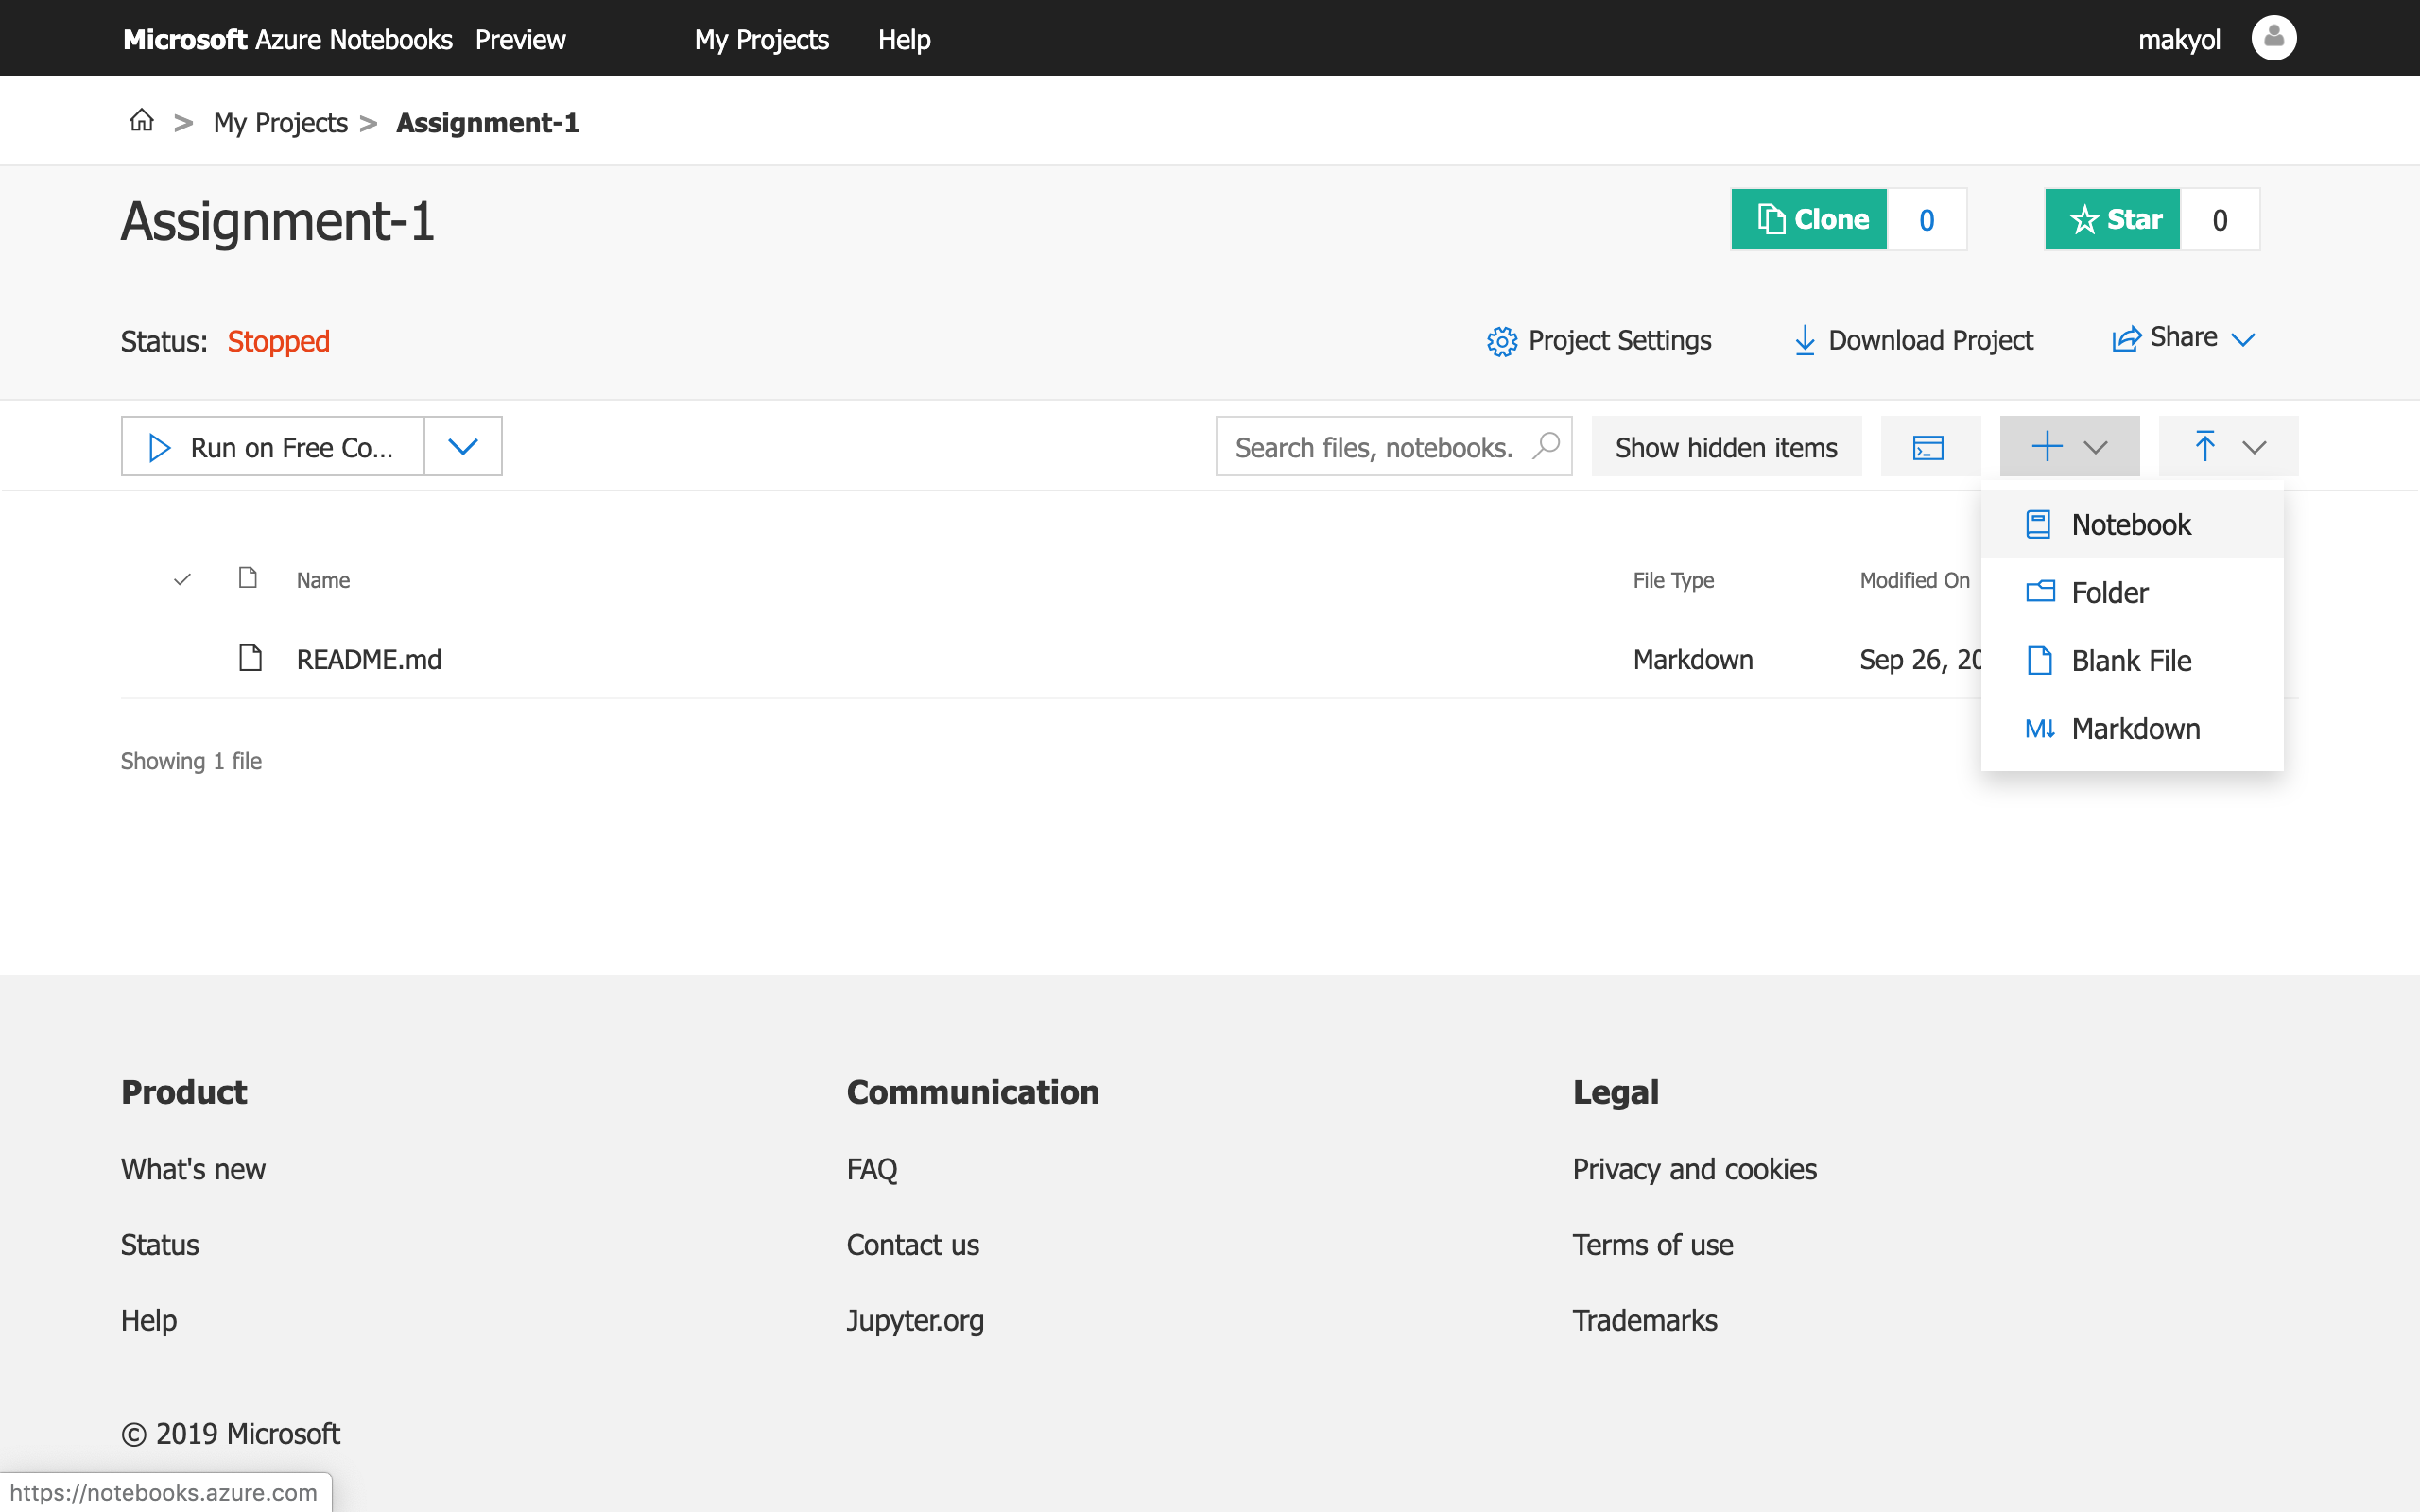 Microsoft Azure Notebooks Preview My Projects Help makyol
> My Projects > Assignment-1
Assignment-1
Clone 0 Star 0
Status: Stopped
Project Settings Download Project Share
Run on Free Co... Search files, notebooks. Show hidden items
Notebook
Folder
Blank File
Markdown
Name File Type Modified On
README.md Markdown Sep 26, 20
Showing 1 file
Product
What's new
Status
Help
Communication
FAQ
Contact us
Jupyter.org
Legal
Privacy and cookies
Terms of use
Trademarks
© 2019 Microsoft
https://notebooks.azure.com